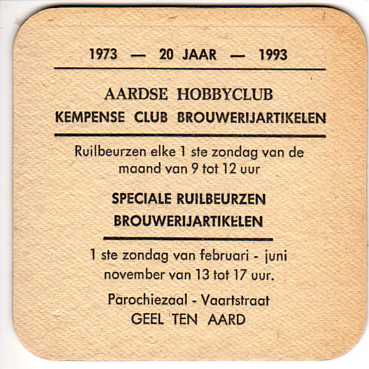 1973 — 20 JAAR — 1993
AARDSE HOBBYCLUB
KEMPENSE CLUB BROUWERIJARTIKELEN
Ruilbeurzen elke 1 ste zondag van de
maand van 9 tot 12 uur
SPECIALE RUILBEURZEN
BROUWERIJARTIKELEN
1 ste zondag van februari - juni
november van 13 tot 17 uur.
Parochiezaal - Vaartstraat
GEEL TEN AARD